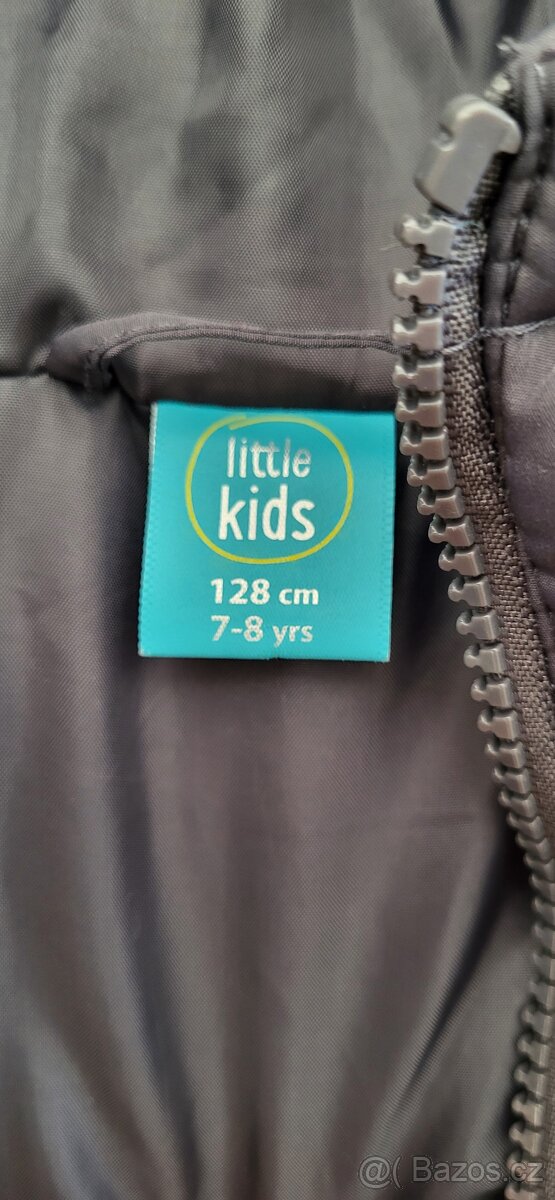 little
kids
128 cm
7-8 yrs
@( Bazos.cz